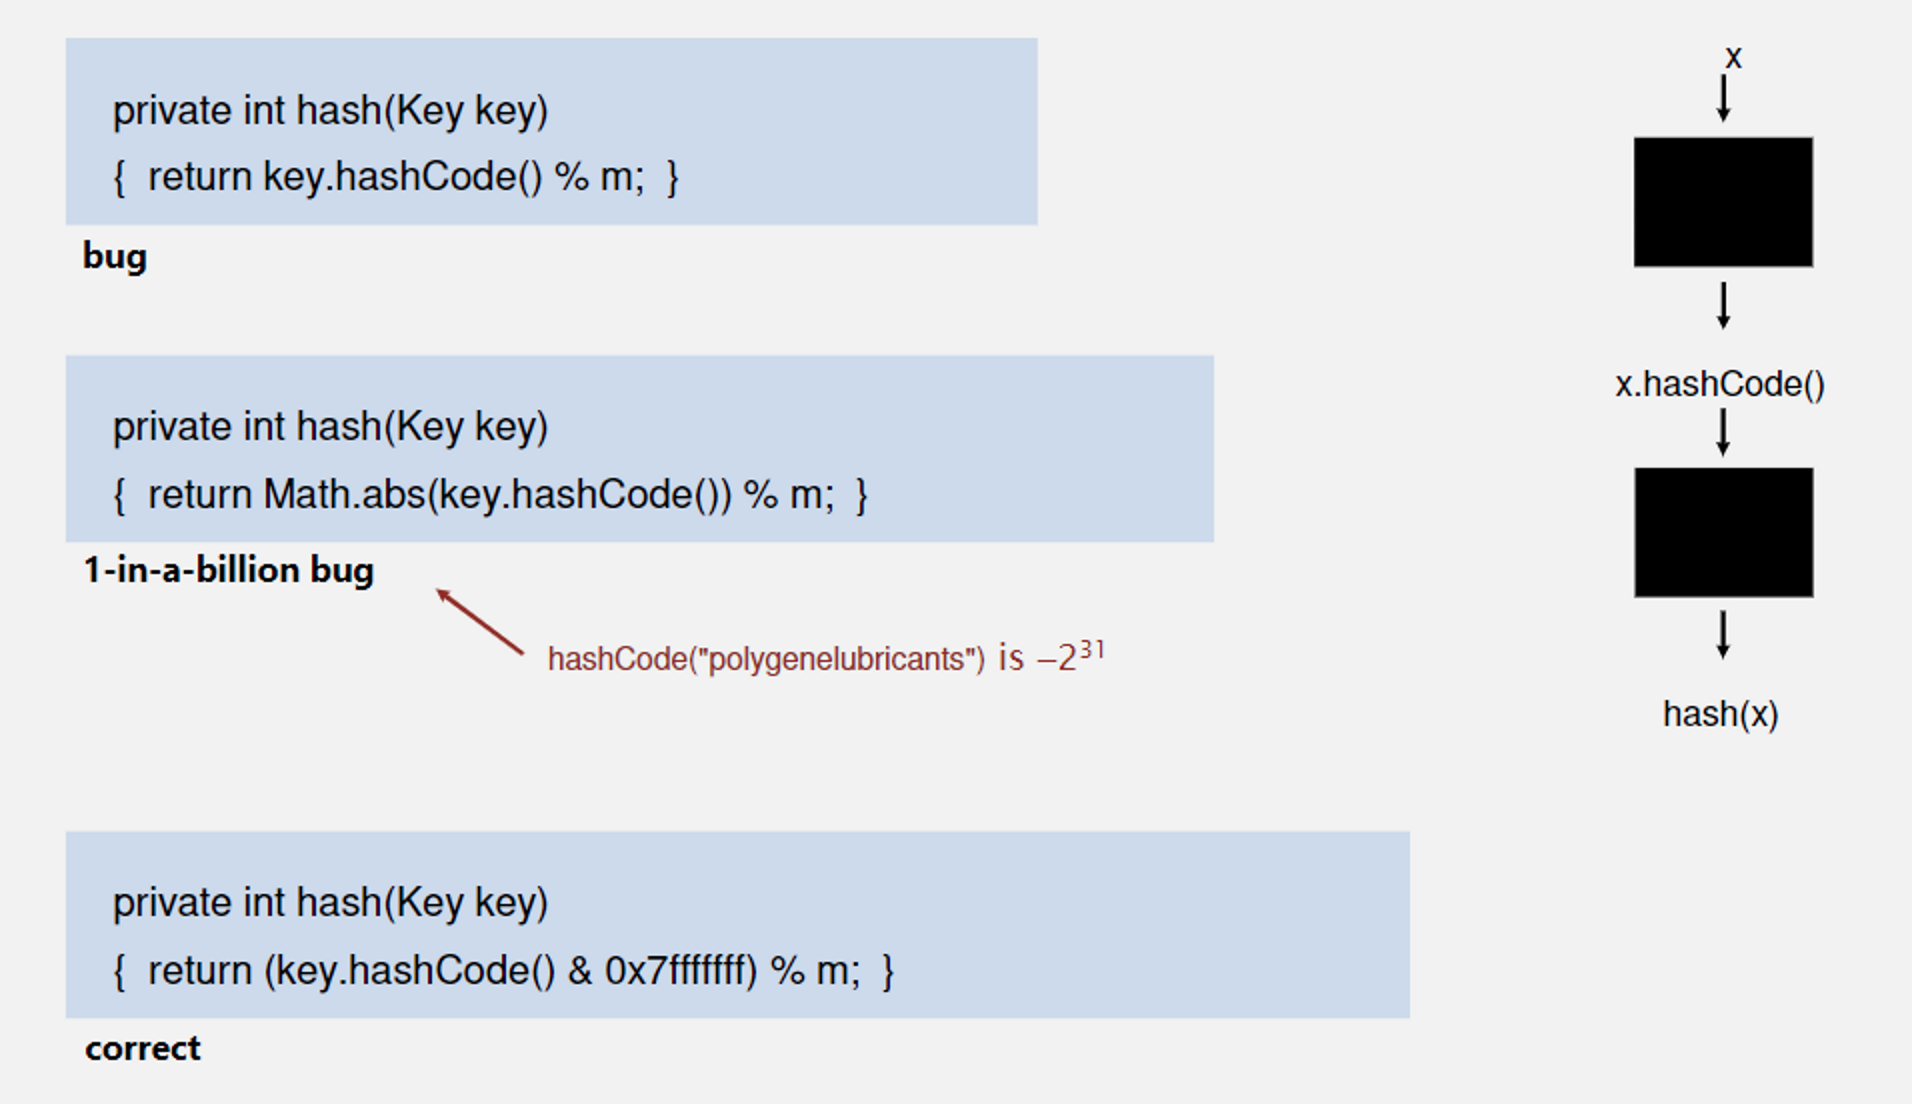 private int hash(Key key)
{ return key.hashCode() % m; }
bug
private int hash(Key key)
{ return Math.abs(key.hashCode()) % m; }
1-in-a-billion bug
hashCode("polygenelubricants") is −2³¹
private int hash(Key key)
{ return (key.hashCode() & 0x7fffffff) % m; }
correct
x
x.hashCode()
hash(x)